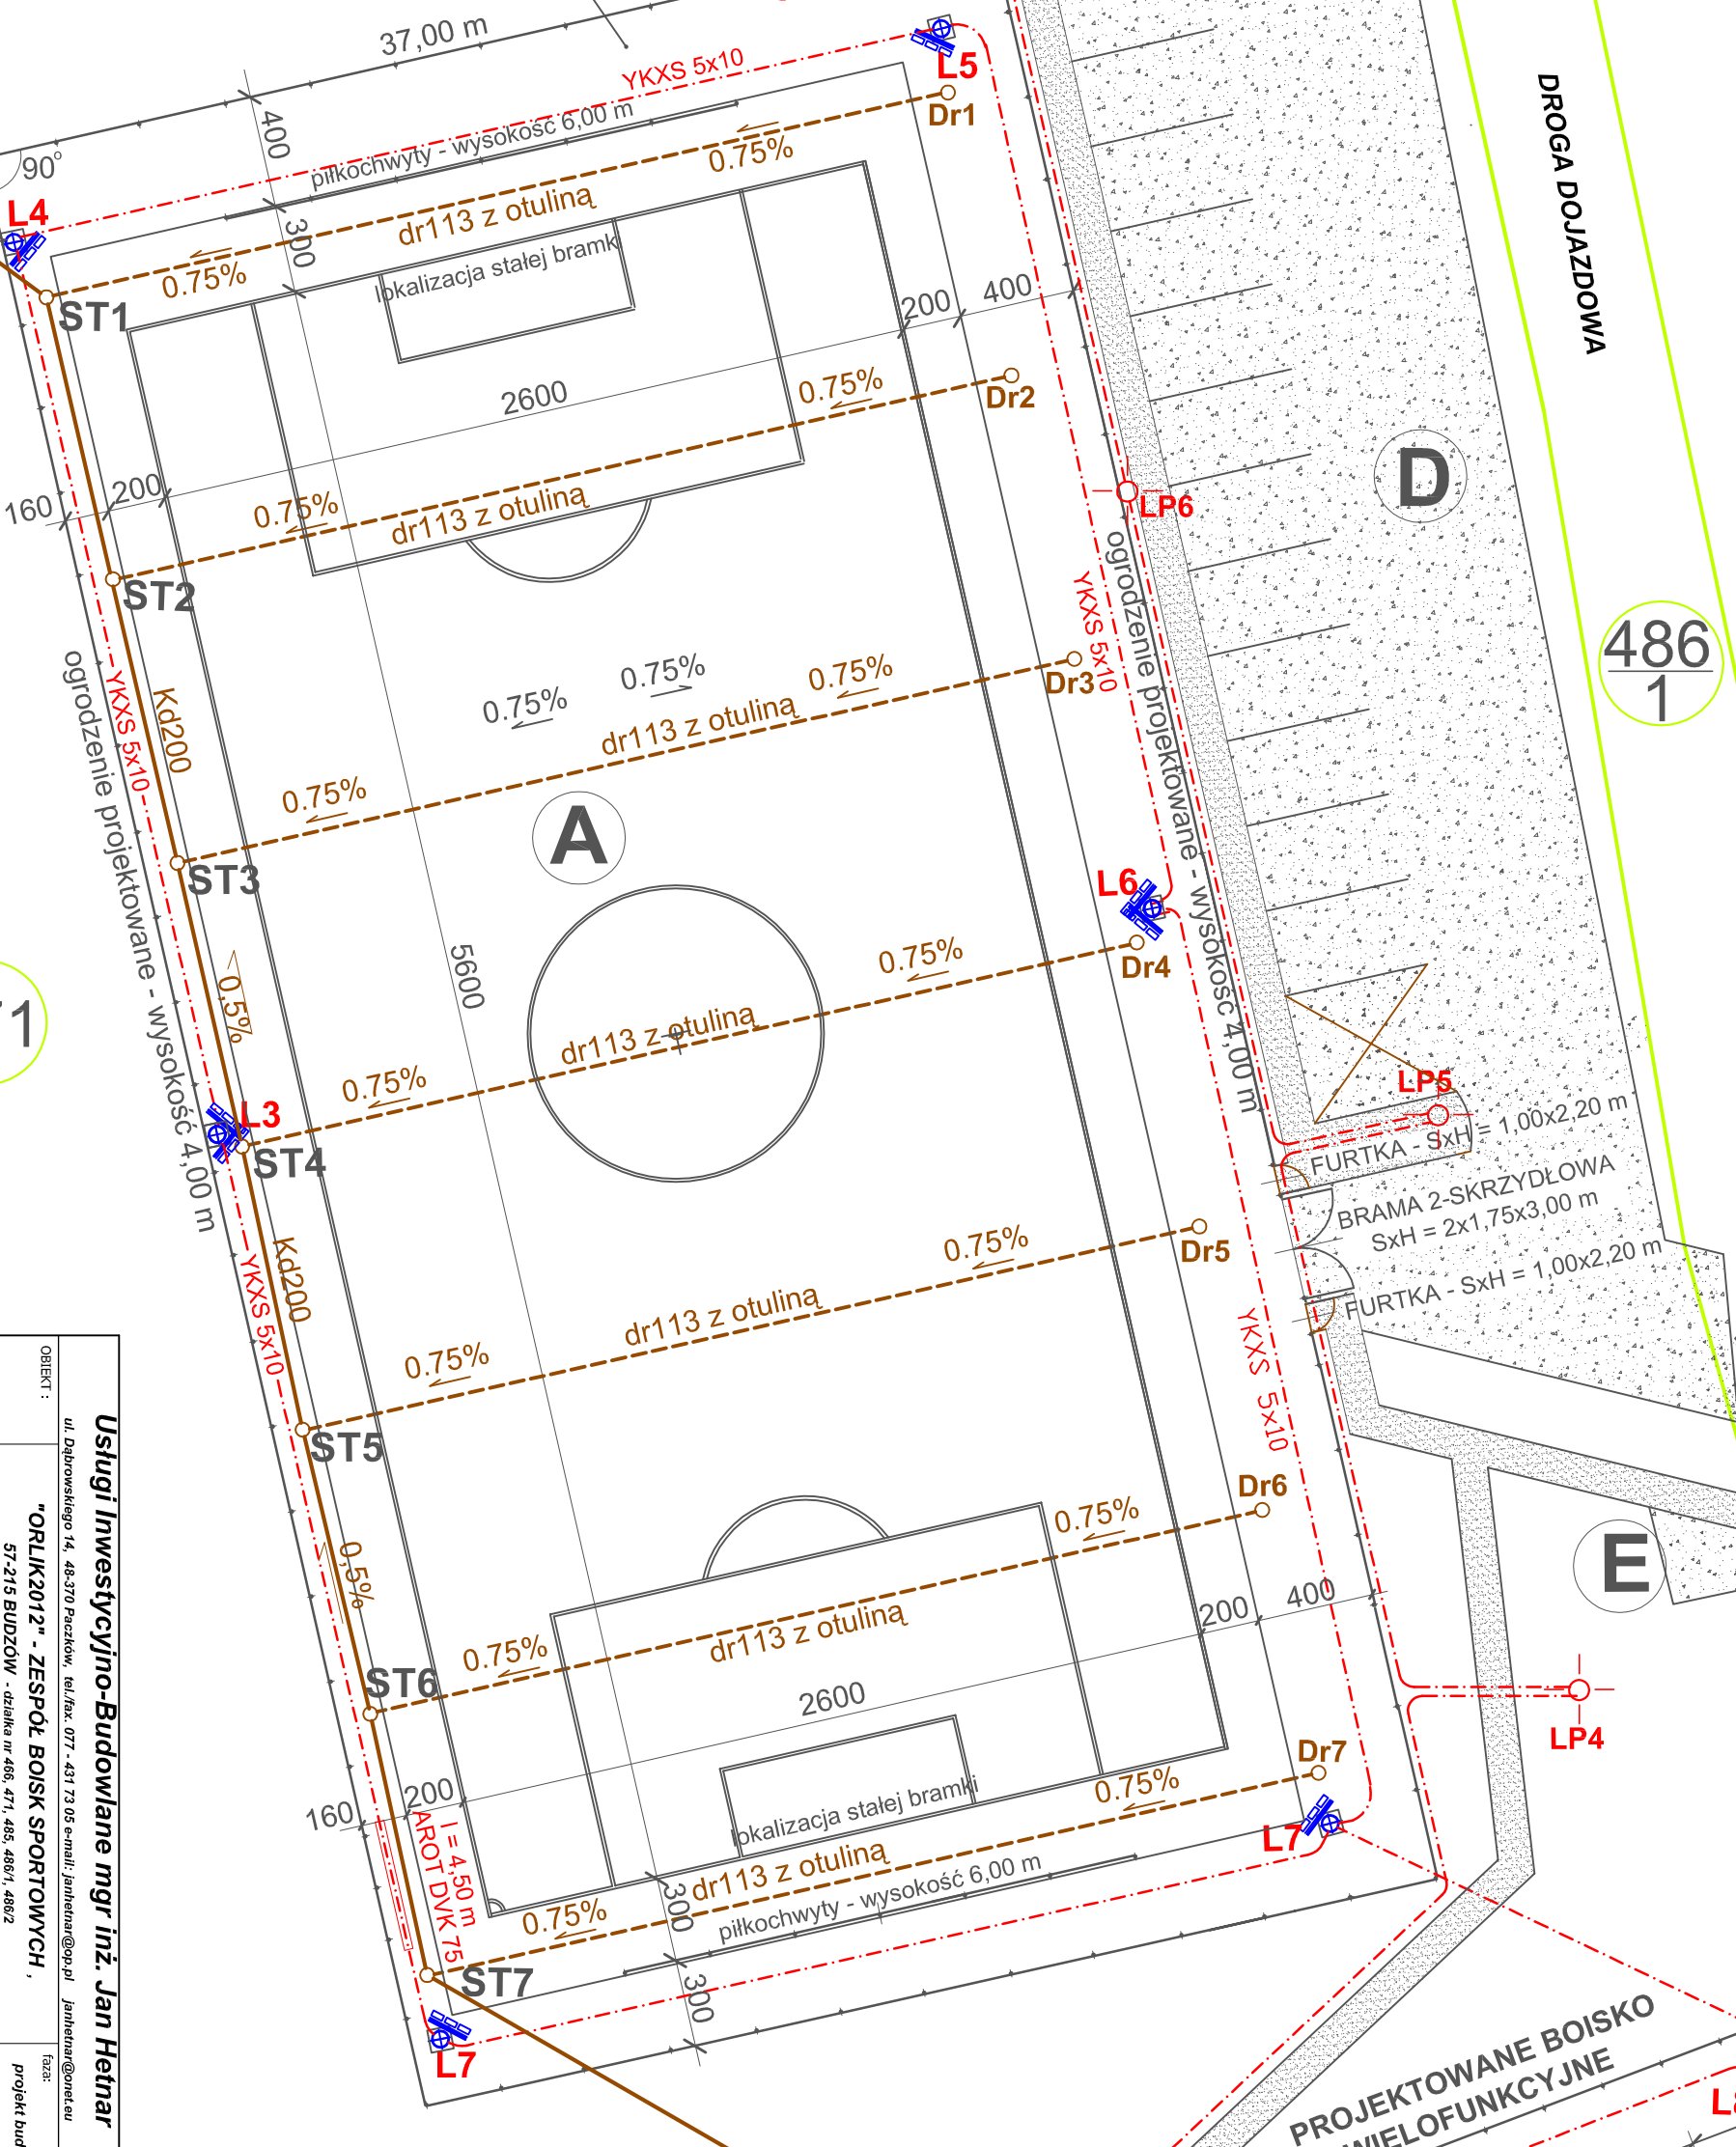 37,00 m
YKXS 5x10
L5
Dr1
400
piłkochwyty - wysokość 6,00 m
0.75%
90°
L4
dr113 z otuliną
300
0.75%
lokalizacja stałej bramki
ST1
200
400
2600
0.75%
Dr2
160
200
0.75%
dr113 z otuliną
ST2
LP6
D
DROGA DOJAZDOWA
486
1
ogrodzenie projektowane - wysokość 4,00 m
YKXS 5x10
Kd200
0.75%
0.75%
0.75%
YKXS 5x10
ogrodzenie projektowane - wysokość 4,00 m
Dr3
dr113 z otuliną
0.75%
A
ST3
L6
0.75%
Dr4
5600
0,5%
71
dr113 z otuliną
0.75%
L3
ST4
LP5
FURTKA - SxH = 1,00x2,20 m
BRAMA 2-SKRZYDŁOWA
SxH = 2x1,75x3,00 m
FURTKA - SxH = 1,00x2,20 m
Kd200
YKXS 5x10
0.75%
Dr5
dr113 z otuliną
0.75%
YKXS 5x10
ST5
Dr6
0.75%
E
0,5%
200
400
dr113 z otuliną
0.75%
ST6
2600
LP4
Dr7
0.75%
160
200
l = 4,50 m
AROT DVK 75
lokalizacja stałej bramki
L7
dr113 z otuliną
0.75%
300
piłkochwyty - wysokość 6,00 m
ST7
300
L7
PROJEKTOWANE BOISKO
WIELOFUNKCYJNE
Usługi Inwestycyjno-Budowlane mgr inż. Jan Hetnar
ul. Dąbrowskiego 14, 48-370 Paczków, tel./fax. 077 - 431 73 05 e-mail: janhetnar@op.pl janhetnar@onet.eu
OBIEKT :
"ORLIK2012" - ZESPÓŁ BOISK SPORTOWYCH ,
57-215 BUDZÓW - działka nr 466, 471, 485, 486/1, 486/2
faza:
projekt bud